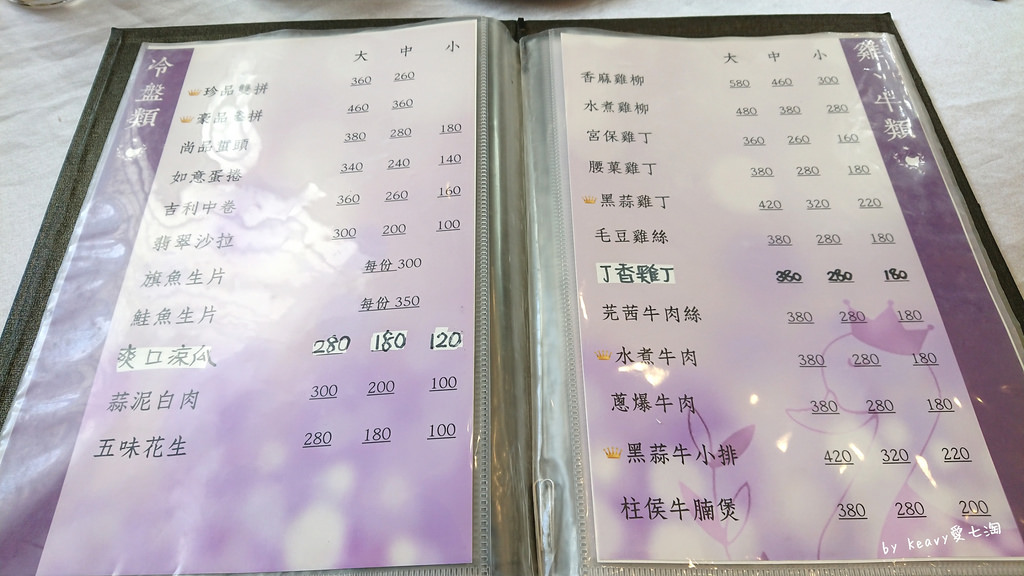 冷盤類
大 中 小
珍品雙拼 360 260
豪品 拼 460 360
尚品 頭 380 280 180
如意蛋捲 340 240 140
吉利中卷 360 260 160
翡翠沙拉 300 200 100
旗魚生片 每份 300
鮭魚生片 每份 350
爽口涼瓜 280 180 120
蒜泥白肉 300 200 100
五味花生 280 180 100
雞、牛類
大 中 小
香麻雞柳 580 460 300
水煮雞柳 480 380 280
宮保雞丁 360 260 160
腰菓雞丁 380 280 180
黑蒜雞丁 420 320 220
毛豆雞絲 380 280 180
丁香雞丁 380 280 180
芫茜牛肉絲 380 280 180
水煮牛肉 380 280 180
蔥爆牛肉 380 280 180
黑蒜牛小排 420 320 220
柱侯牛腩煲 380 280 200
by keavy愛七淘